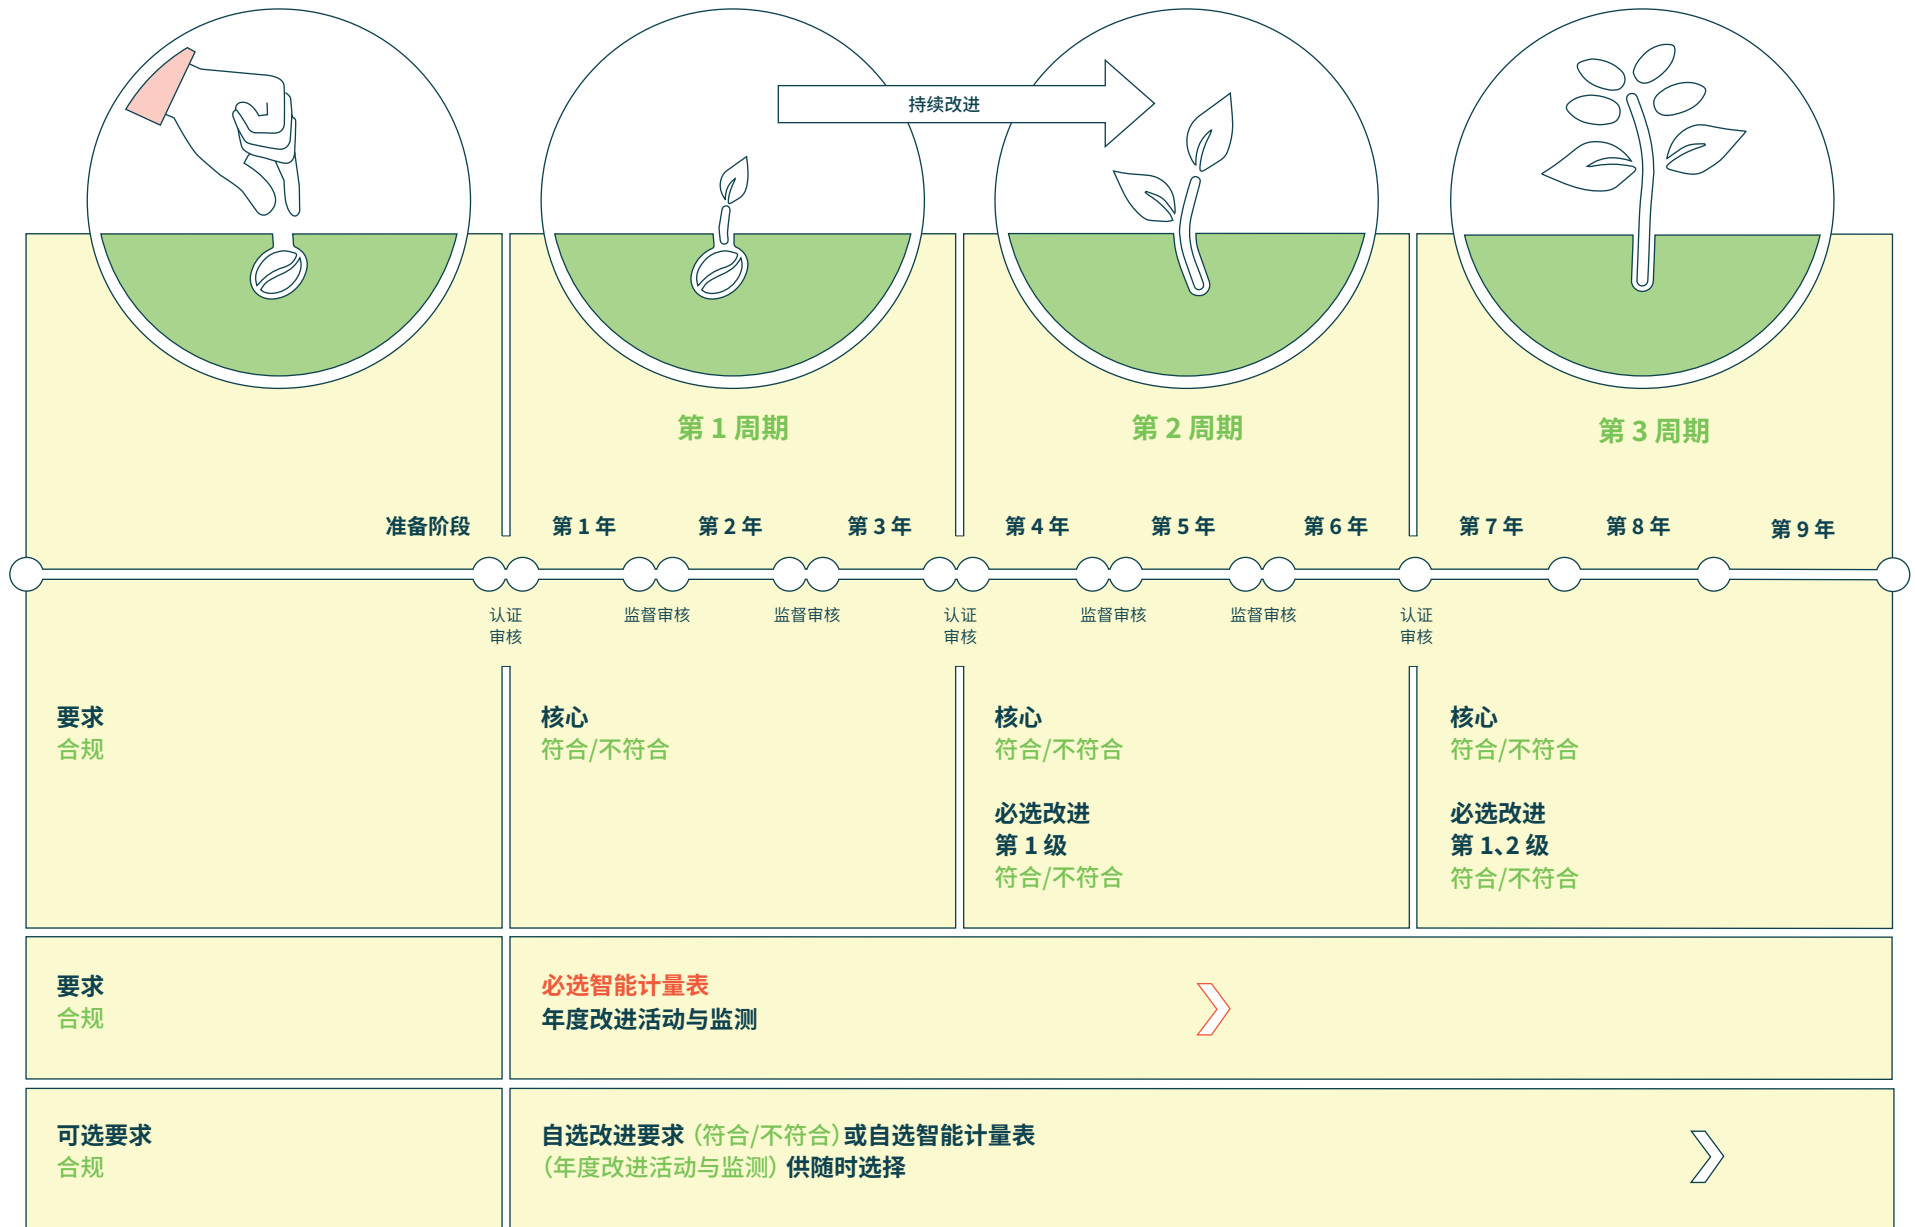 持续改进
第 1 周期
第 2 周期
第 3 周期
准备阶段
第 1 年
第 2 年
第 3 年
第 4 年
第 5 年
第 6 年
第 7 年
第 8 年
第 9 年
认证
审核
监督审核
监督审核
认证
审核
监督审核
监督审核
认证
审核
要求
合规
核心
符合/不符合
核心
符合/不符合
必选改进
第 1 级
符合/不符合
核心
符合/不符合
必选改进
第 1、2 级
符合/不符合
要求
合规
必选智能计量表
年度改进活动与监测
可选要求
合规
自选改进要求（符合/不符合）或自选智能计量表
（年度改进活动与监测）供随时选择